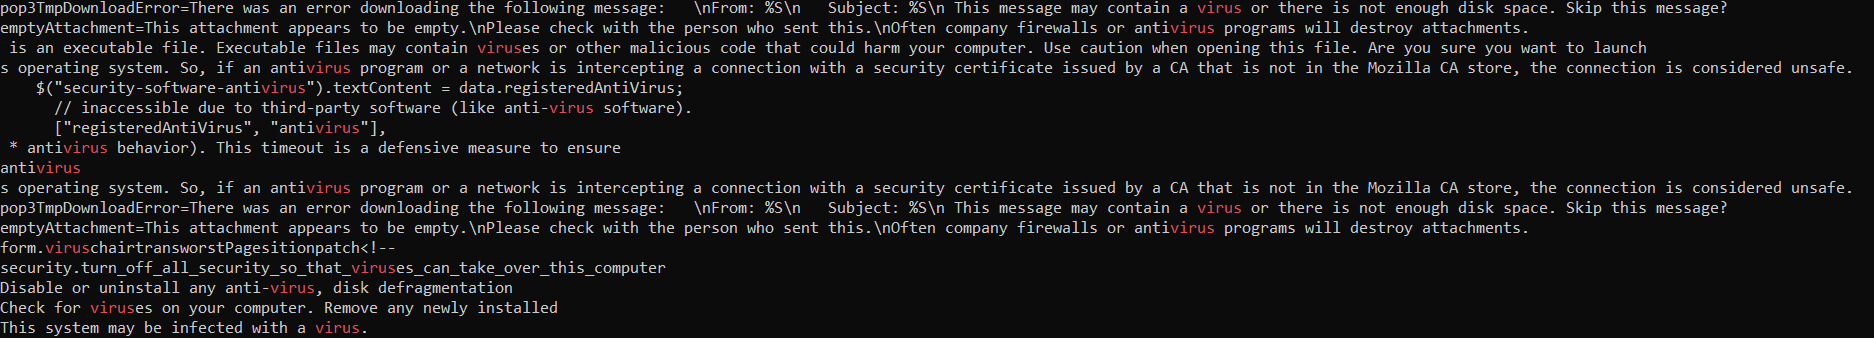 pop3TmpDownloadError=There was an error downloading the following message:   \nFrom: %S\n   Subject: %S\n This message may contain a virus or there is not enough disk space. Skip this message?
emptyAttachment=This attachment appears to be empty.\nPlease check with the person who sent this.\nOften company firewalls or antivirus programs will destroy attachments.
 is an executable file. Executable files may contain viruses or other malicious code that could harm your computer. Use caution when opening this file. Are you sure you want to launch
s operating system. So, if an antivirus program or a network is intercepting a connection with a security certificate issued by a CA that is not in the Mozilla CA store, the connection is considered unsafe.
    $("security-software-antivirus").textContent = data.registeredAntiVirus;
      // inaccessible due to third-party software (like anti-virus software).
      ["registeredAntiVirus", "antivirus"],
 * antivirus behavior). This timeout is a defensive measure to ensure
antivirus
s operating system. So, if an antivirus program or a network is intercepting a connection with a security certificate issued by a CA that is not in the Mozilla CA store, the connection is considered unsafe.
pop3TmpDownloadError=There was an error downloading the following message:   \nFrom: %S\n   Subject: %S\n This message may contain a virus or there is not enough disk space. Skip this message?
emptyAttachment=This attachment appears to be empty.\nPlease check with the person who sent this.\nOften company firewalls or antivirus programs will destroy attachments.
form.viruschairtransworstPagesitionpatch<!--
security.turn_off_all_security_so_that_viruses_can_take_over_this_computer
Disable or uninstall any anti-virus, disk defragmentation
Check for viruses on your computer. Remove any newly installed
This system may be infected with a virus.